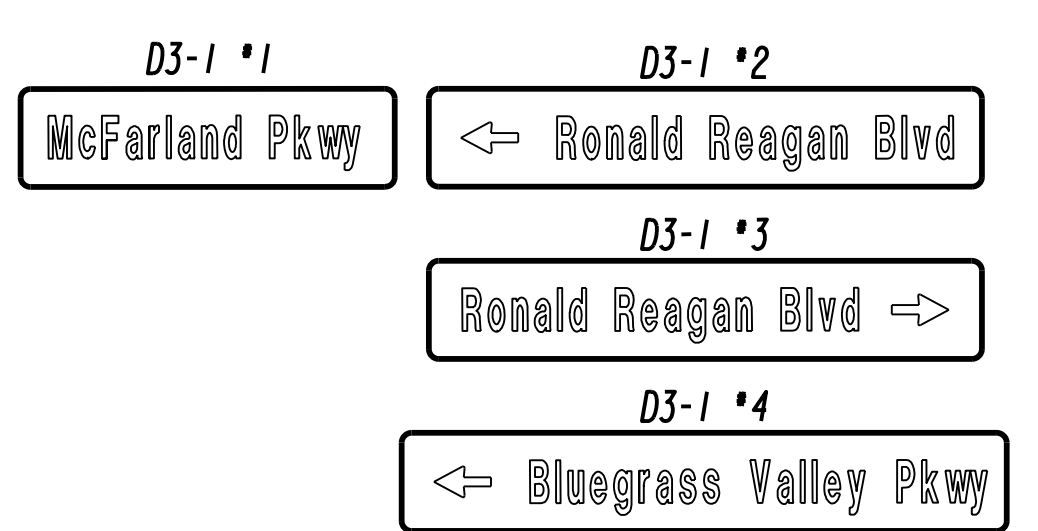 D3-1 #1
McFarland Pkwy
D3-1 #2
Ronald Reagan Blvd
D3-1 #3
Ronald Reagan Blvd
D3-1 #4
Bluegrass Valley Pkwy